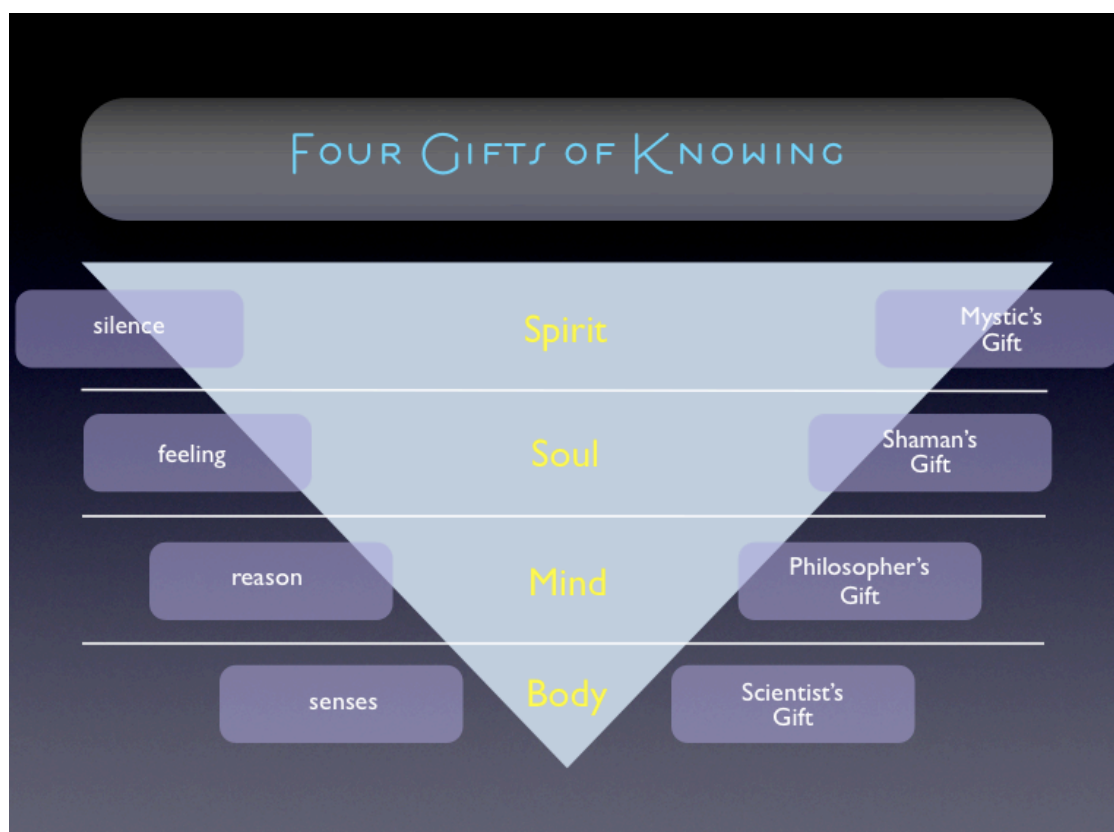 Four Gifts of Knowing
silence
Spirit
Mystic's
Gift
feeling
Soul
Shaman's
Gift
reason
Mind
Philosopher's
Gift
senses
Body
Scientist's
Gift